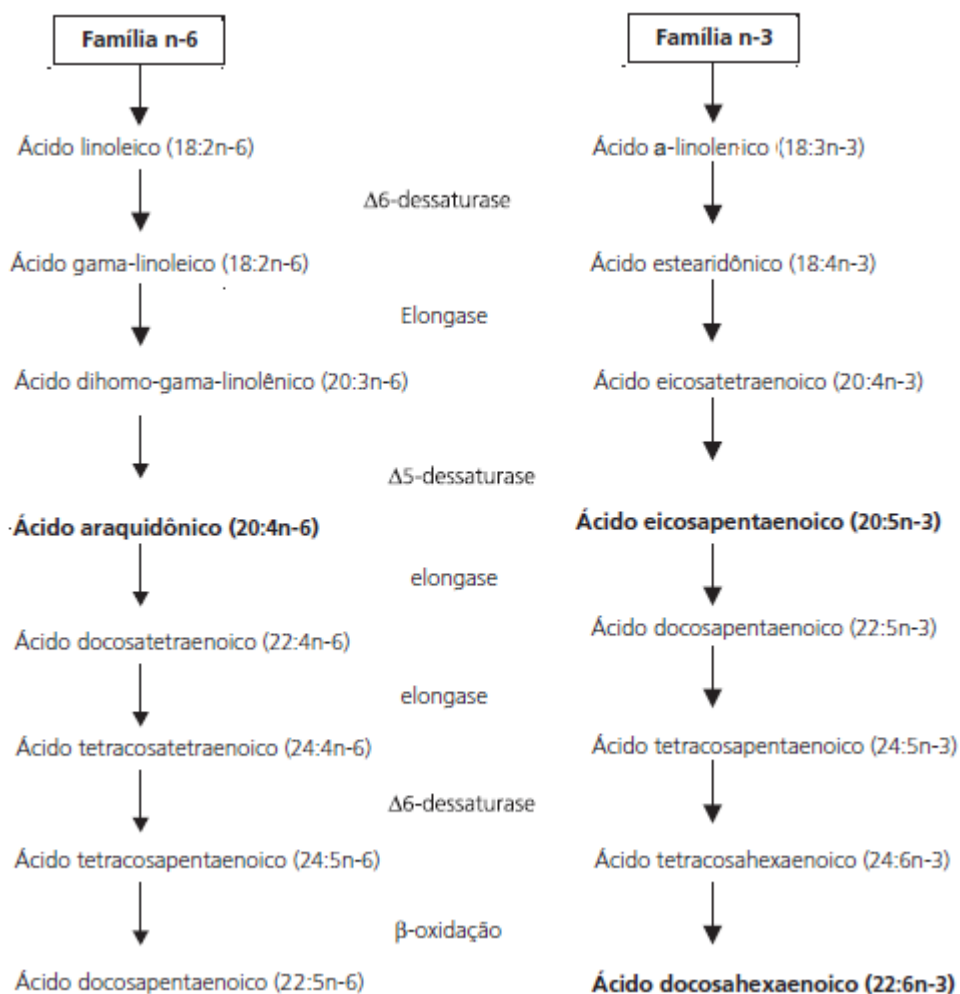 Família n-6
Família n-3
Ácido linoleico (18:2n-6)
Ácido a-linolenico (18:3n-3)
Δ6-dessaturase
Ácido gama-linoleico (18:2n-6)
Ácido estearidônico (18:4n-3)
Elongase
Ácido dihomo-gama-linolênico (20:3n-6)
Ácido eicosatetraenoico (20:4n-3)
Δ5-dessaturase
Ácido araquidônico (20:4n-6)
Ácido eicosapentaenoico (20:5n-3)
elongase
Ácido docosatetraenoico (22:4n-6)
Ácido docosapentaenoico (22:5n-3)
elongase
Ácido tetracosatetraenoico (24:4n-6)
Ácido tetracosapentaenoico (24:5n-3)
Δ6-dessaturase
Ácido tetracosapentaenoico (24:5n-6)
Ácido tetracosahexaenoico (24:6n-3)
β-oxidação
Ácido docosapentaenoico (22:5n-6)
Ácido docosahexaenoico (22:6n-3)